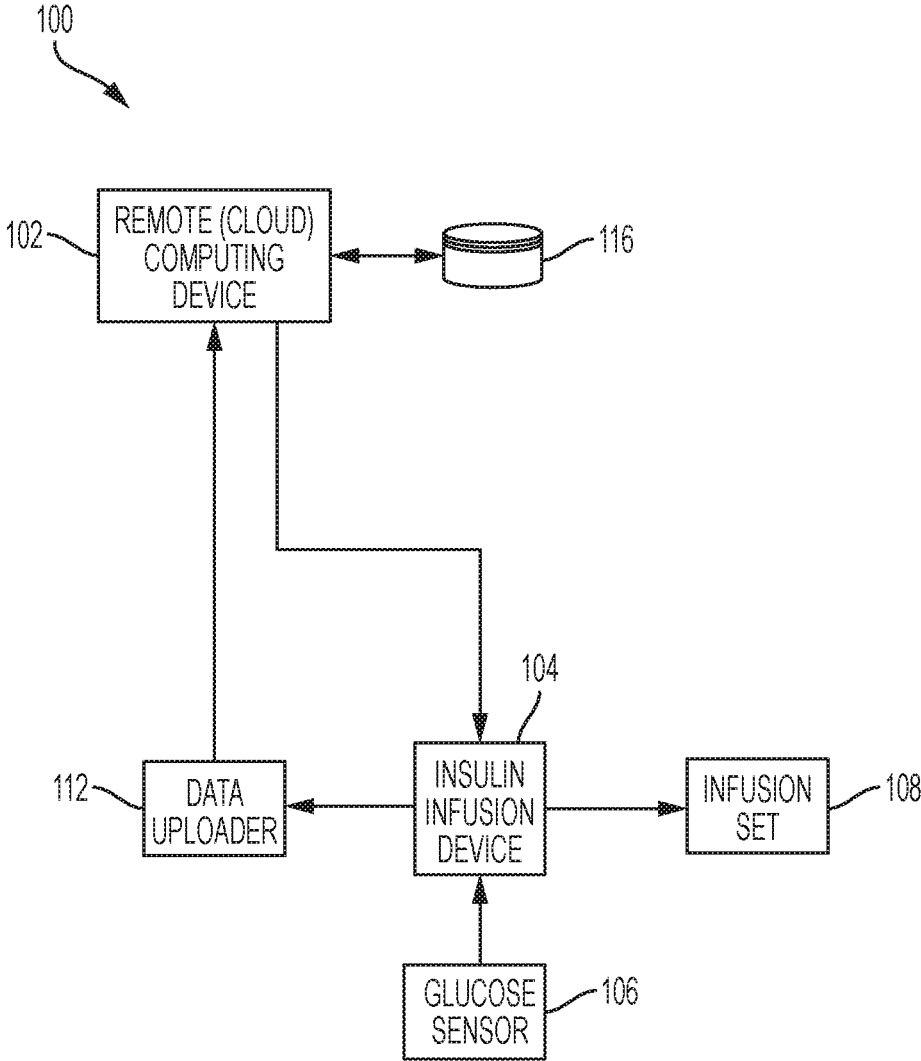 100
102
REMOTE (CLOUD)
COMPUTING
DEVICE
116
104
112
DATA
UPLOADER
INSULIN
INFUSION
DEVICE
INFUSION
SET
108
GLUCOSE
SENSOR
106